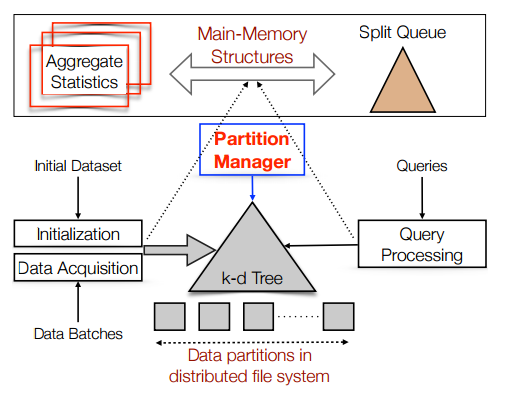 Main-Memory
Structures
Split Queue
Aggregate
Statistics
Partition
Manager
Initial Dataset
Queries
Initialization
Data Acquisition
Query
Processing
k-d Tree
Data Batches
Data partitions in
distributed file system